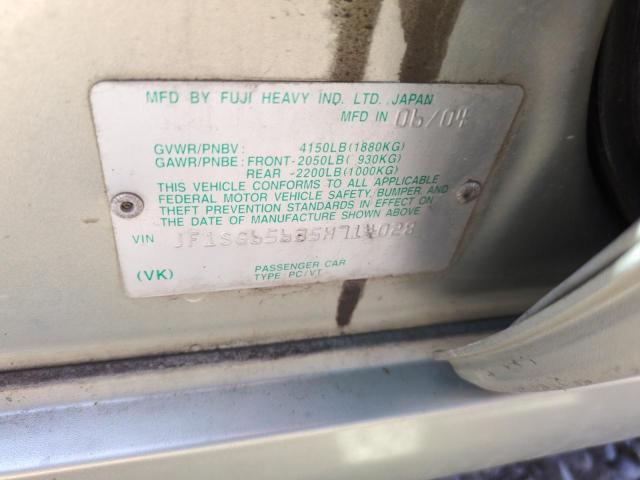 MFD BY FUJI HEAVY IND. LTD. JAPAN
MFD IN 06/04
GVWR/PNBV: 4150LB(1880KG)
GAWR/PNBE: FRONT-2050LB( 930KG)
REAR -2200LB(1000KG)
THIS VEHICLE CONFORMS TO ALL APPLICABLE
FEDERAL MOTOR VEHICLE SAFETY, BUMPER, AND
THEFT PREVENTION STANDARDS IN EFFECT ON
THE DATE OF MANUFACTURE SHOWN ABOVE
VIN
(VK) PASSENGER CAR
TYPE PC/VT